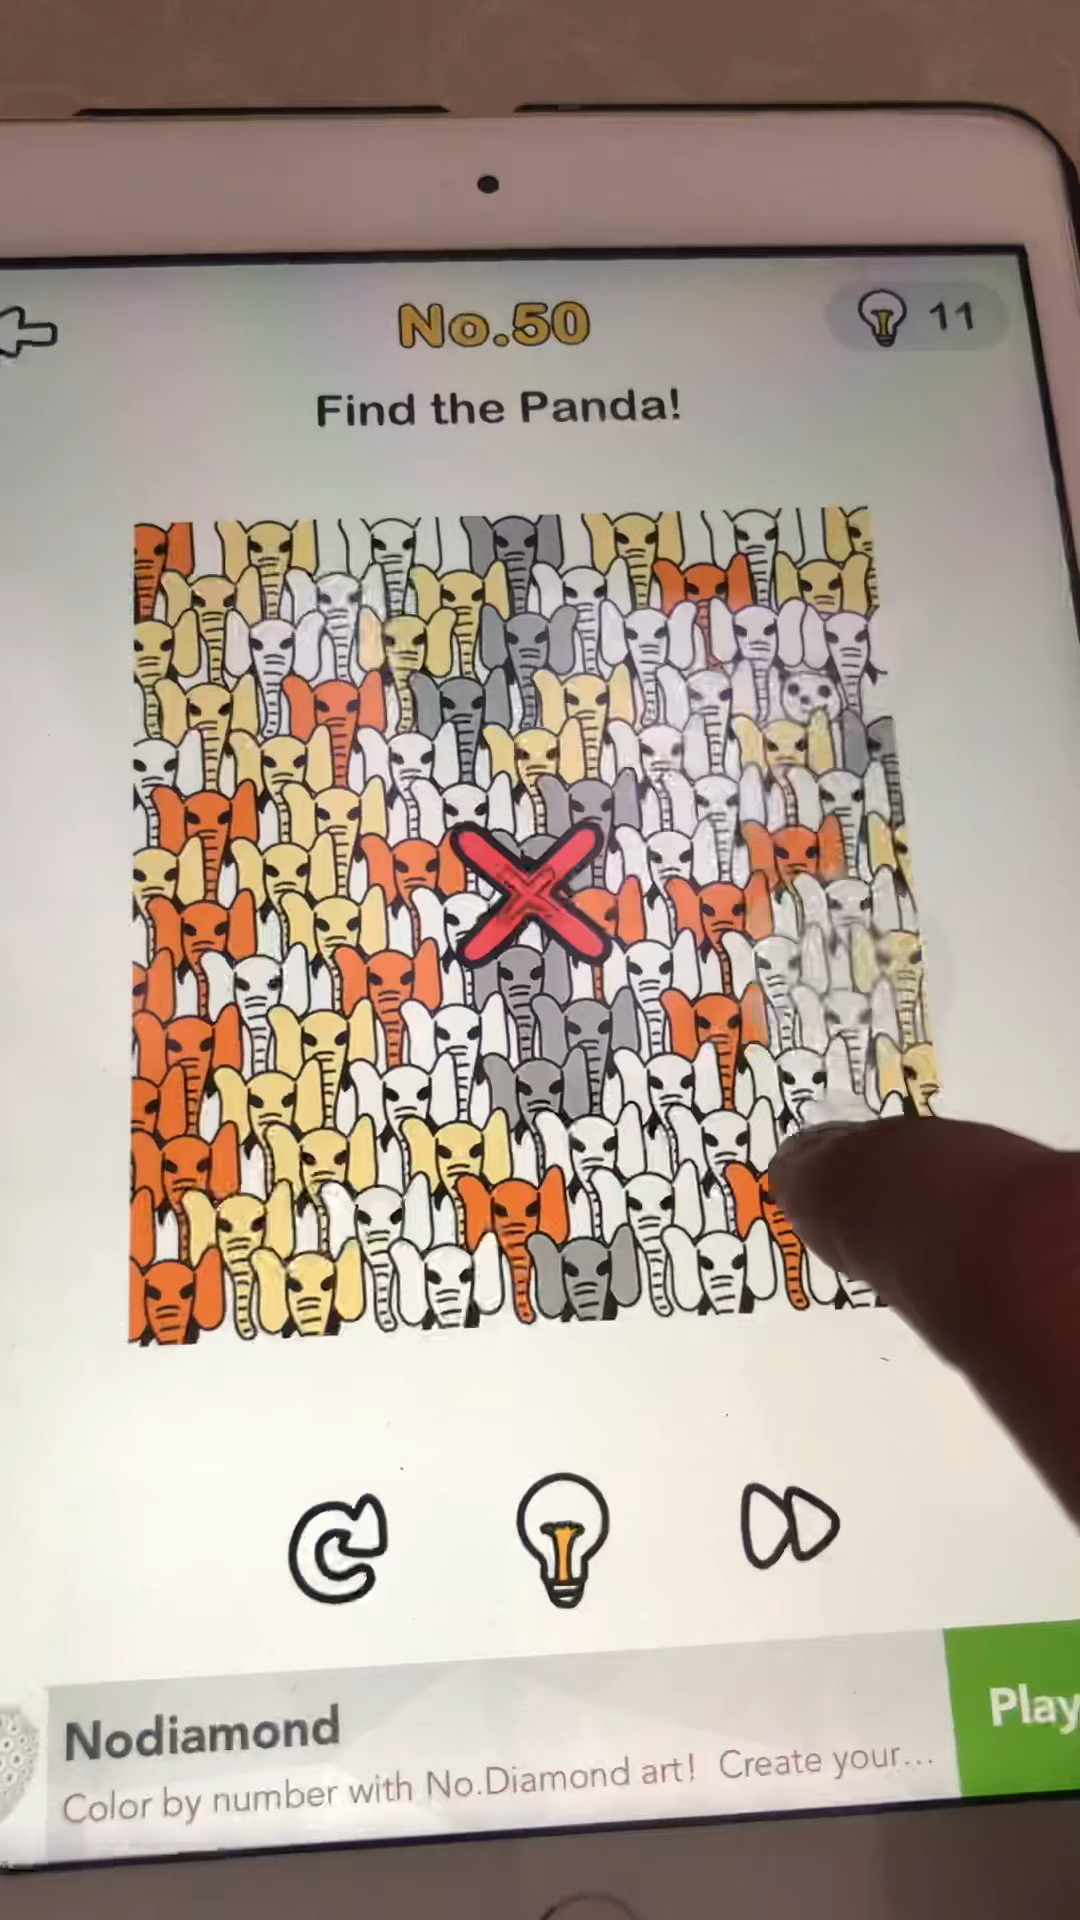 No.50
11
Find the Panda!
Nodiamond
Play
Color by number with No.Diamond art! Create your...